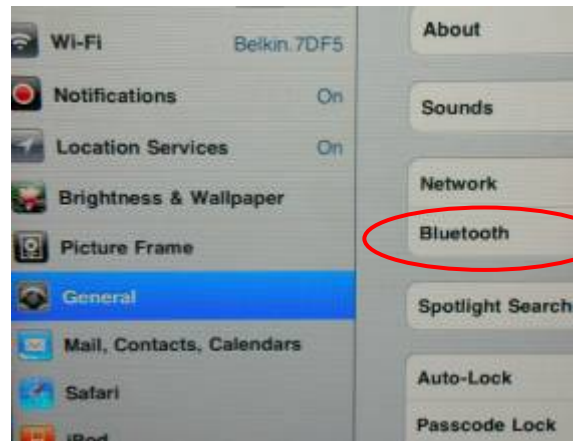 Wi-Fi Belkin.7DF5
Notifications On
Location Services On
Brightness & Wallpaper
Picture Frame
General
Mail, Contacts, Calendars
Safari
iPod
About
Sounds
Network
Bluetooth
Spotlight Search
Auto-Lock
Passcode Lock